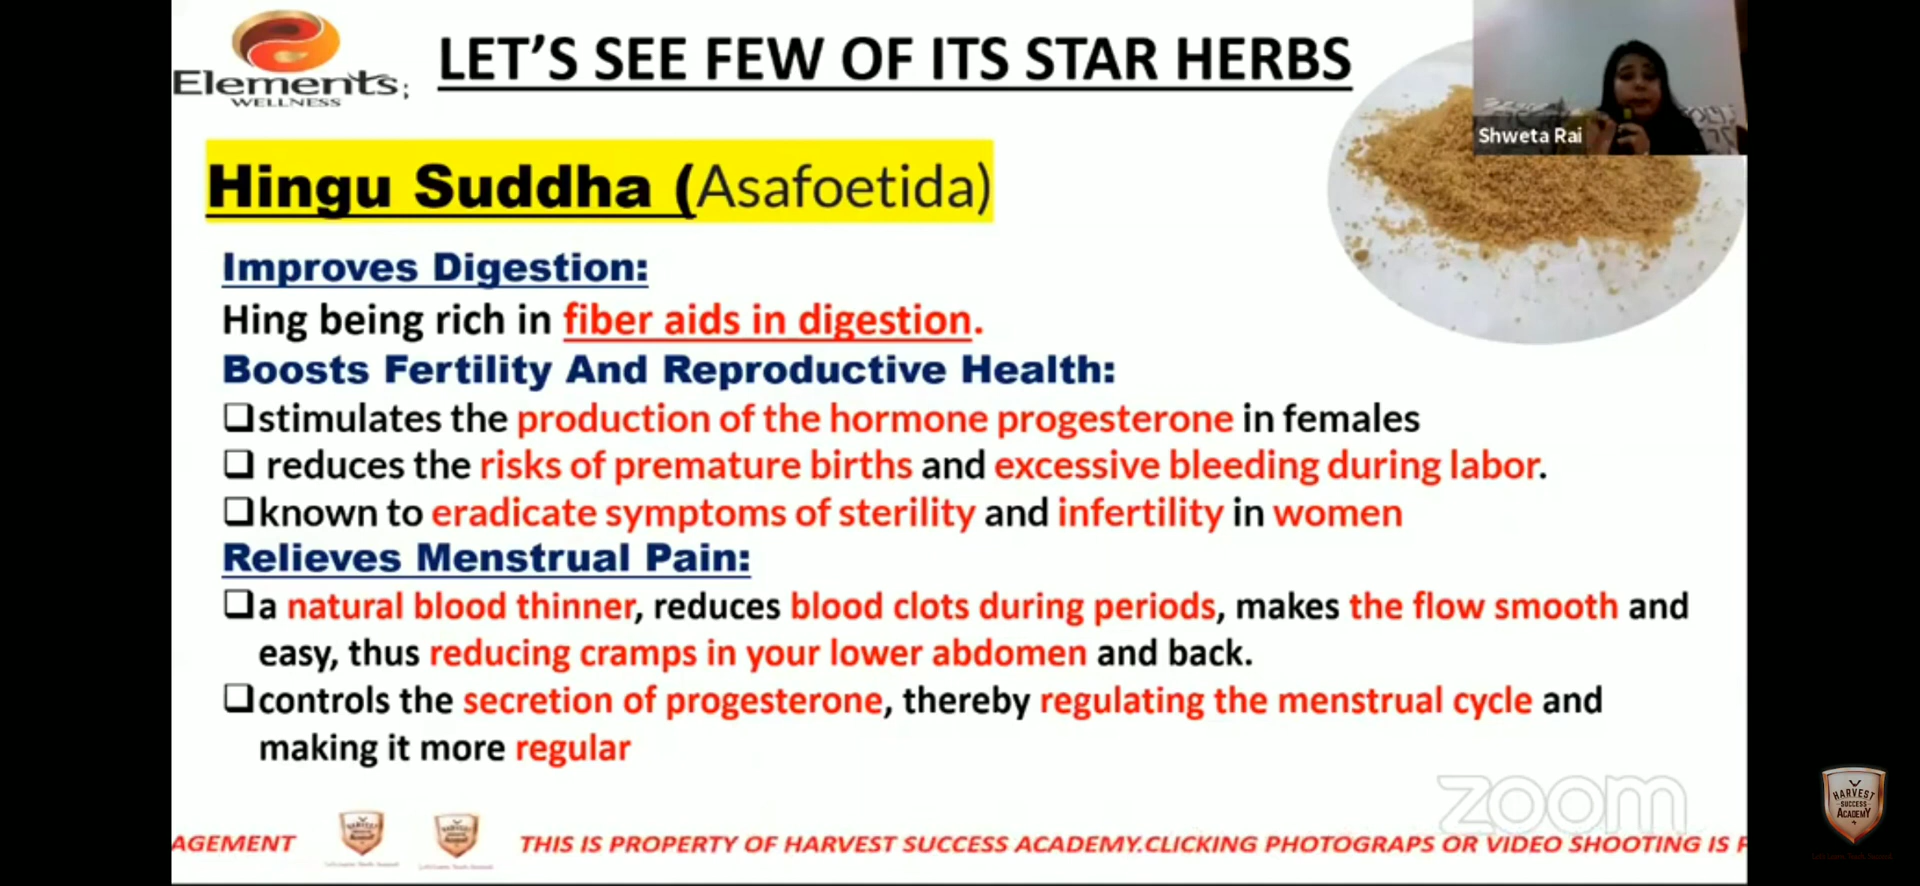 Elements;
WELLNESS
LET'S SEE FEW OF ITS STAR HERBS
Shweta Rai
Hingu Suddha (Asafoetida)
Improves Digestion:
Hing being rich in fiber aids in digestion.
Boosts Fertility And Reproductive Health:
❑stimulates the production of the hormone progesterone in females
❑ reduces the risks of premature births and excessive bleeding during labor.
❑known to eradicate symptoms of sterility and infertility in women
Relieves Menstrual Pain:
❑a natural blood thinner, reduces blood clots during periods, makes the flow smooth and
easy, thus reducing cramps in your lower abdomen and back.
❑controls the secretion of progesterone, thereby regulating the menstrual cycle and
making it more regular
zoom
HARVEST
SUCCESS
ACADEMY
AGEMENT
THIS IS PROPERTY OF HARVEST SUCCESS ACADEMY.CLICKING PHOTOGRAPS OR VIDEO SHOOTING IS